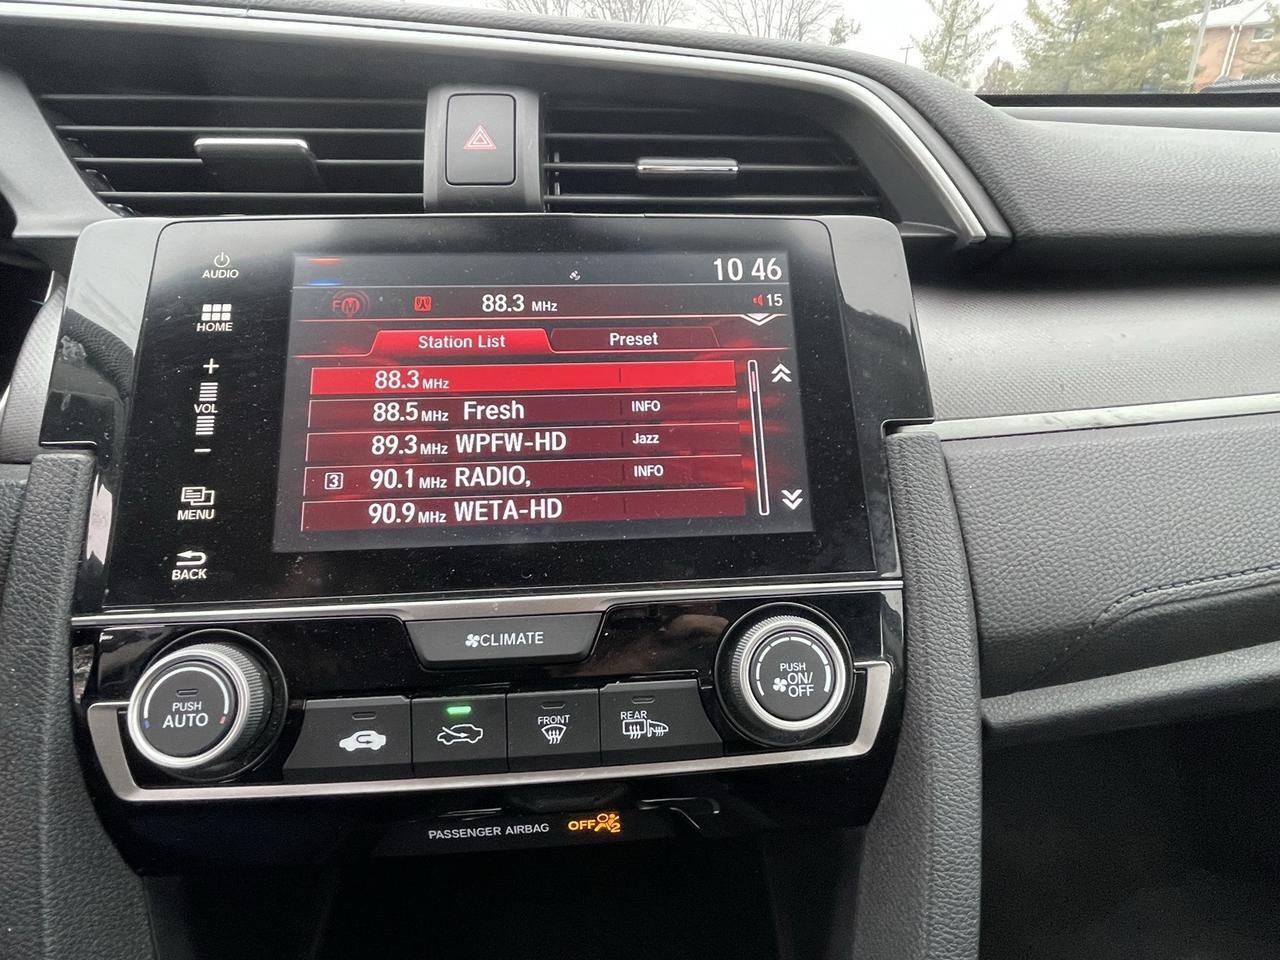 AUDIO
HOME
+
VOL
−
MENU
BACK
10 46
FM 88.3 MHz 15
Station List Preset
88.3 MHz
88.5 MHz Fresh INFO
89.3 MHz WPFW-HD Jazz
3 90.1 MHz RADIO, INFO
90.9 MHz WETA-HD
CLIMATE
PUSH
AUTO
FRONT
REAR
PUSH
ON/
OFF
PASSENGER AIRBAG OFF 2